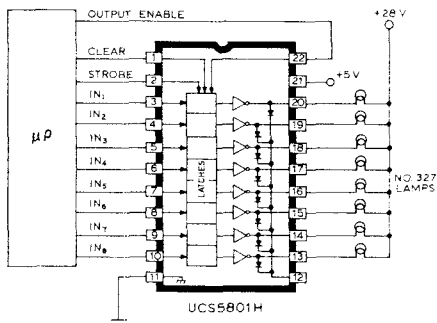 OUTPUT ENABLE
+28 V
CLEAR
1
22
STROBE
2
21
+5V
IN1
3
20
IN2
4
19
IN3
5
18
IN4
6
17
μP
LATCHES
NO. 327
LAMPS
IN5
7
16
IN6
8
15
IN7
9
14
IN8
10
13
11
12
UCS5801H